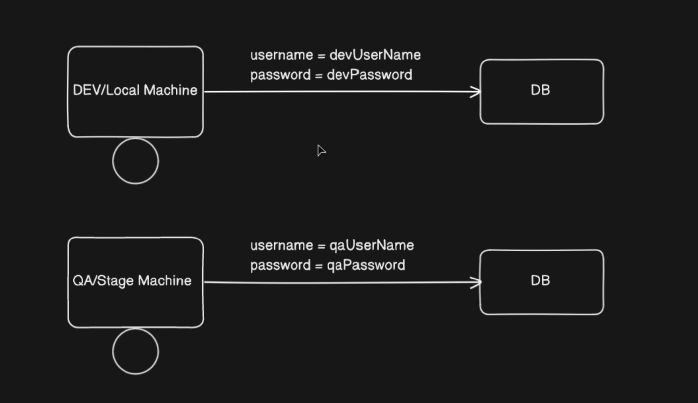 username = devUserName
password = devPassword
DEV/Local Machine
DB
username = qaUserName
password = qaPassword
QA/Stage Machine
DB